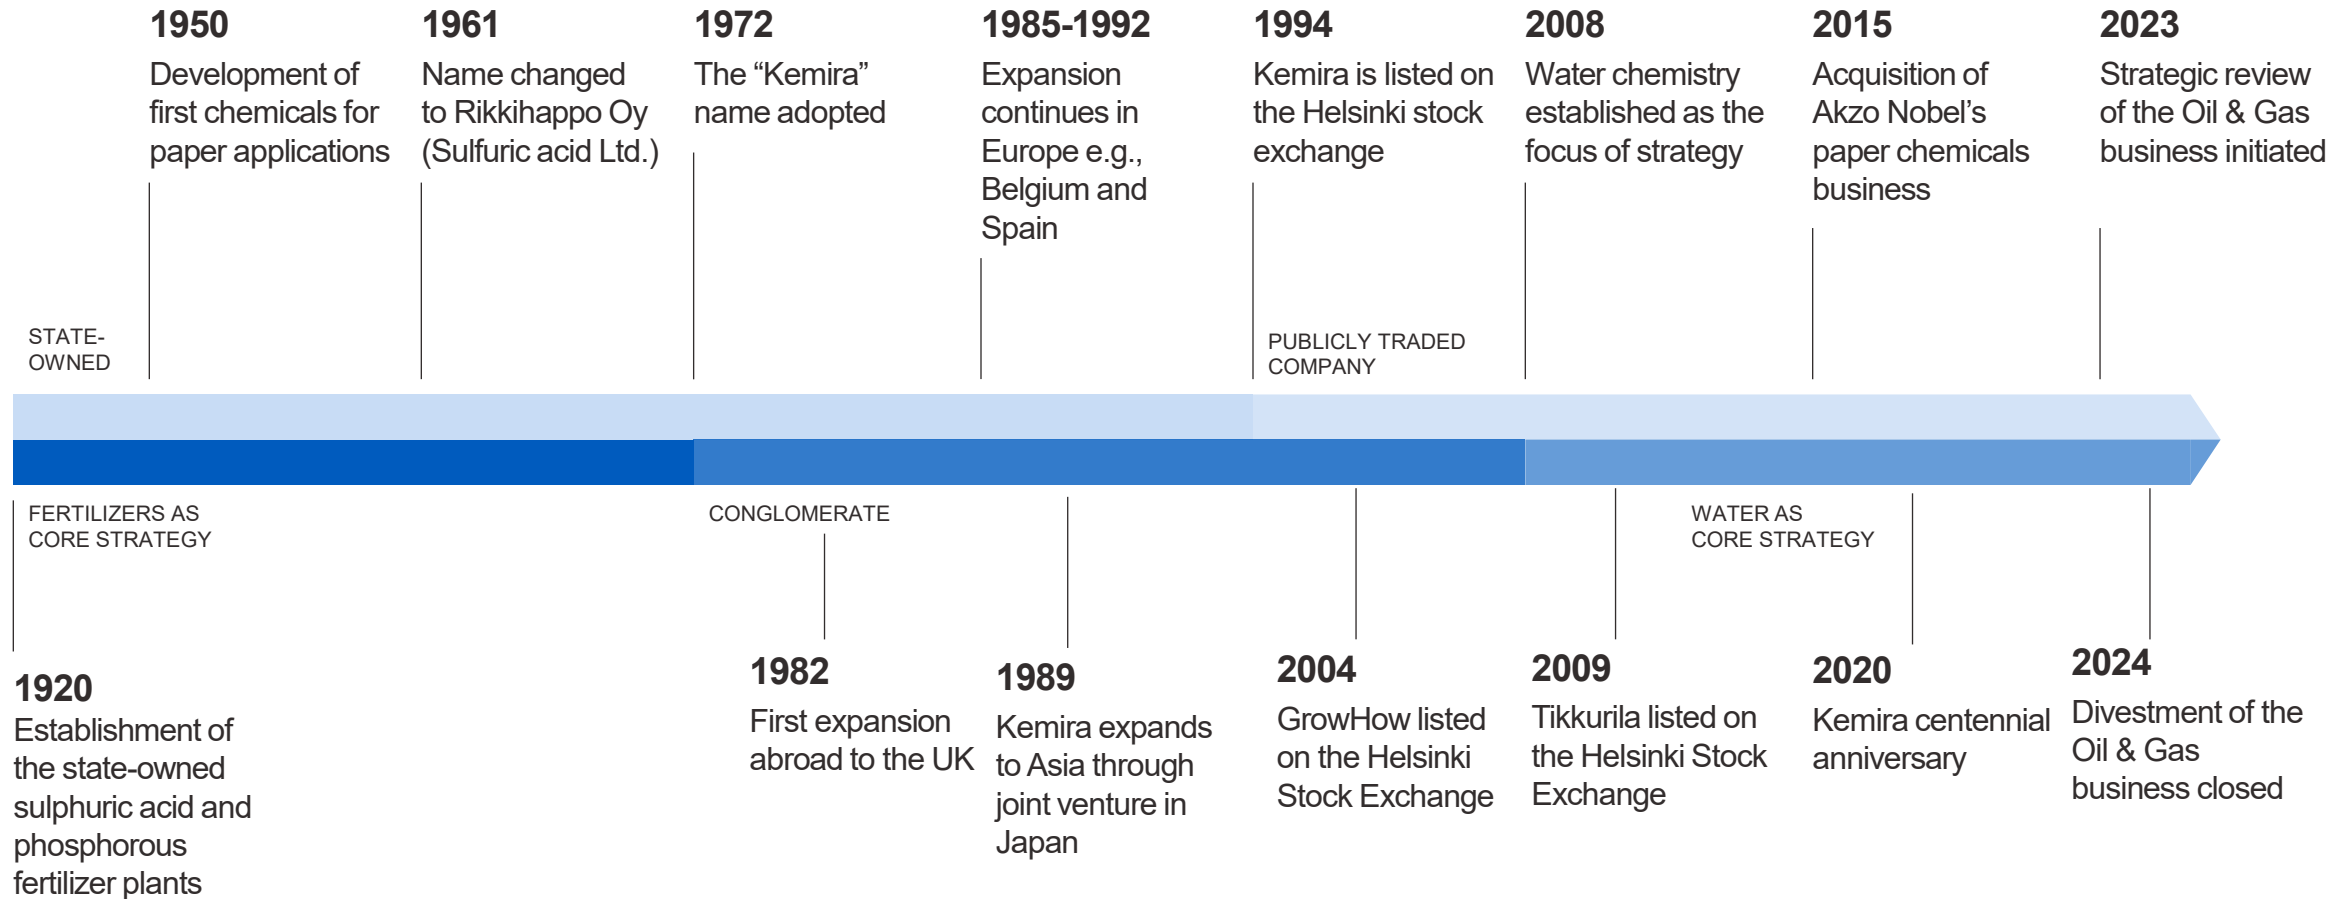 1950
Development of
first chemicals for
paper applications
1961
Name changed
to Rikkihappo Oy
(Sulfuric acid Ltd.)
1972
The “Kemira”
name adopted
1985-1992
Expansion
continues in
Europe e.g.,
Belgium and
Spain
1994
Kemira is listed on
the Helsinki stock
exchange
2008
Water chemistry
established as the
focus of strategy
2015
Acquisition of
Akzo Nobel’s
paper chemicals
business
2023
Strategic review
of the Oil & Gas
business initiated
STATE-
OWNED
PUBLICLY TRADED
COMPANY
FERTILIZERS AS
CORE STRATEGY
CONGLOMERATE
WATER AS
CORE STRATEGY
1920
Establishment of
the state-owned
sulphuric acid and
phosphorous
fertilizer plants
1982
First expansion
abroad to the UK
1989
Kemira expands
to Asia through
joint venture in
Japan
2004
GrowHow listed
on the Helsinki
Stock Exchange
2009
Tikkurila listed on
the Helsinki Stock
Exchange
2020
Kemira centennial
anniversary
2024
Divestment of the
Oil & Gas
business closed